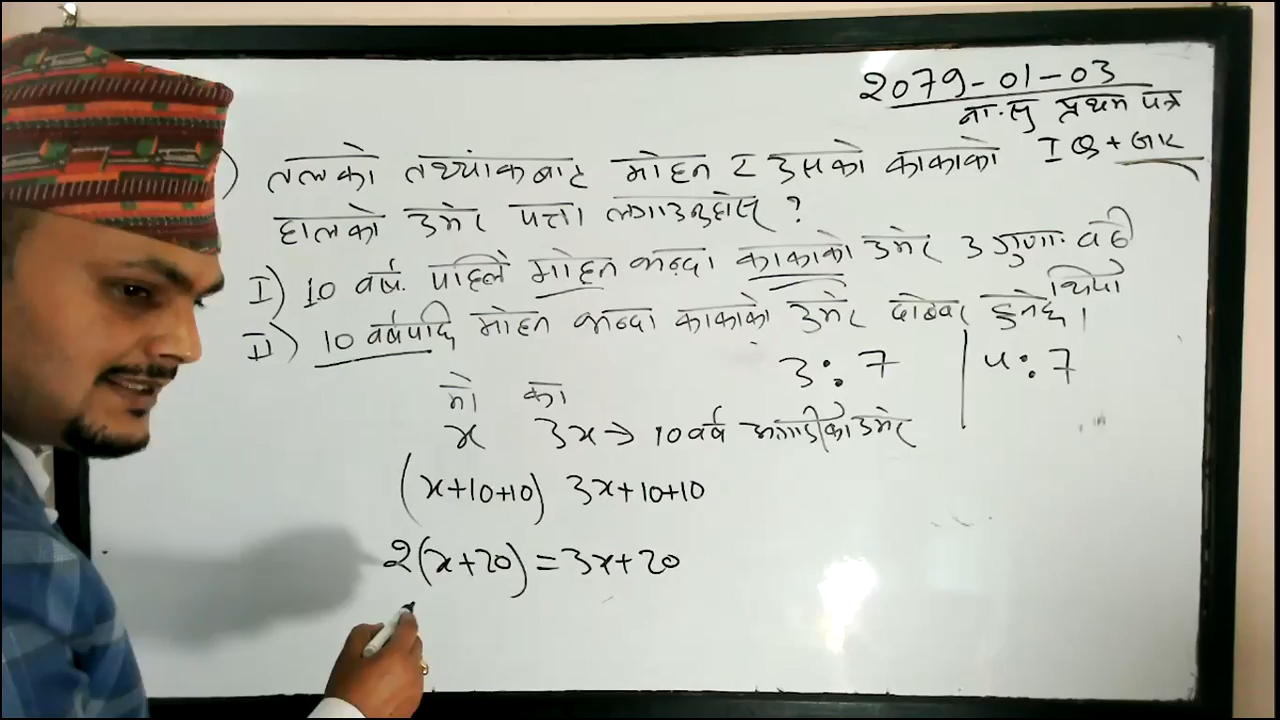 2079-01-03
ना.सु प्रथम पत्र
IQ + GK
) तलको तथ्यांकबाट मोहन र उसको काकाको
हालको उमेर पत्ता लगाउनुहोस् ?
I) 10 वर्ष पहिले मोहन भन्दा काकाको उमेर 3 गुणा बढी
थियो
II) 10 वर्षपछि मोहन भन्दा काकाको उमेर दोब्बर हुनेछ।
3:7 | 4:7
मो का
x 3x → 10 वर्ष अगाडीको उमेर
(x+10+10) 3x+10+10
2(x+20)=3x+20